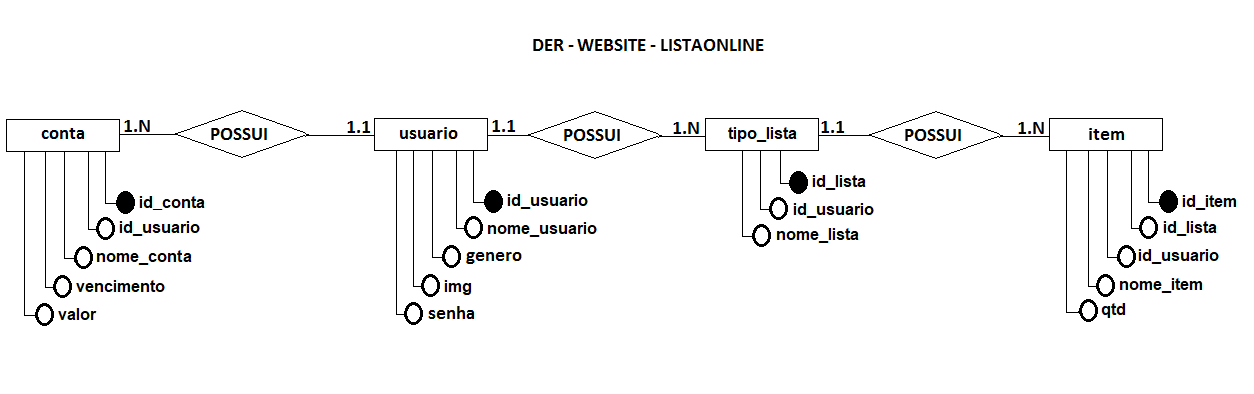 DER - WEBSITE - LISTAONLINE
conta 1.N POSSUI 1.1 usuario 1.1 POSSUI 1.N tipo_lista 1.1 POSSUI 1.N item
id_conta
id_usuario
nome_conta
vencimento
valor
id_usuario
nome_usuario
genero
img
senha
id_lista
id_usuario
nome_lista
id_item
id_lista
id_usuario
nome_item
qtd